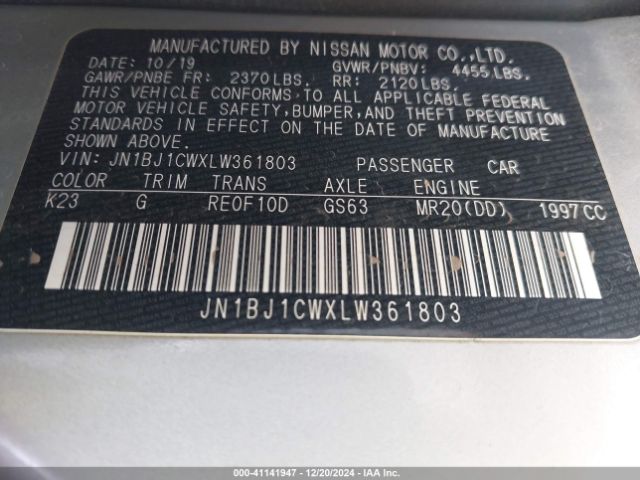 MANUFACTURED BY NISSAN MOTOR CO.,LTD.
DATE: 10/19 GVWR/PNBV: 4455LBS.
GAWR/PNBE FR: 2370LBS. RR: 2120LBS.
THIS VEHICLE CONFORMS TO ALL APPLICABLE FEDERAL
MOTOR VEHICLE SAFETY,BUMPER,AND THEFT PREVENTION
STANDARDS IN EFFECT ON THE DATE OF MANUFACTURE
SHOWN ABOVE.
VIN: JN1BJ1CWXLW361803 PASSENGER CAR
COLOR TRIM TRANS AXLE ENGINE
K23 G RE0F10D GS63 MR20(DD) 1997CC
JN1BJ1CWXLW361803
000-41141947 - 12/20/2024 - IAA Inc.